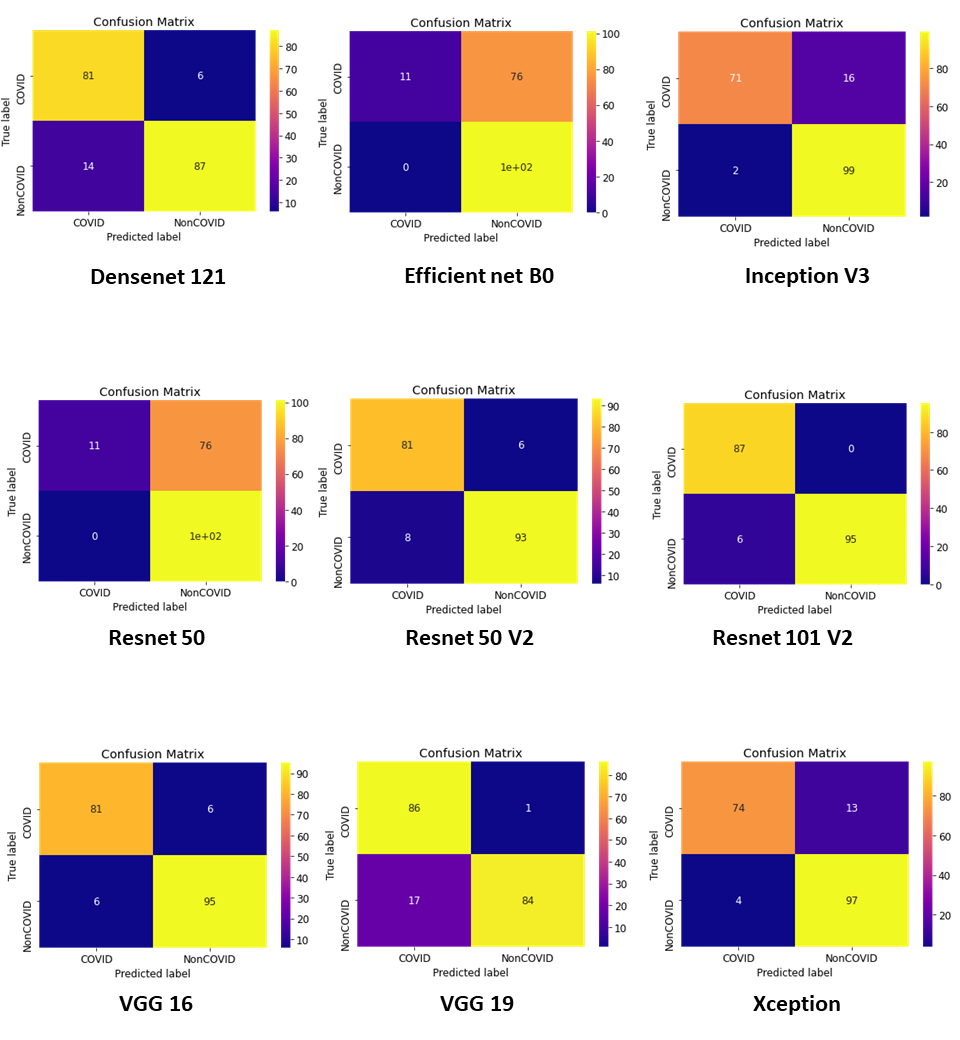 Confusion Matrix
COVID 81 6 80
70
60
True label 50
40
NonCOVID 14 87 30
20
10
COVID NonCOVID
Predicted label
Densenet 121
Confusion Matrix
100
COVID 11 76 80
True label 60
40
NonCOVID 0 1e+02 20
0
COVID NonCOVID
Predicted label
Efficient net B0
Confusion Matrix
COVID 71 16 80
True label 60
40
NonCOVID 2 99 20
COVID NonCOVID
Predicted label
Inception V3
Confusion Matrix
100
COVID 11 76 80
True label 60
40
NonCOVID 0 1e+02 20
0
COVID NonCOVID
Predicted label
Resnet 50
Confusion Matrix
90
80
COVID 81 6 70
60
True label 50
40
NonCOVID 8 93 30
20
10
COVID NonCOVID
Predicted label
Resnet 50 V2
Confusion Matrix
COVID 87 0 80
60
True label 40
NonCOVID 6 95 20
0
COVID NonCOVID
Predicted label
Resnet 101 V2
Confusion Matrix
90
80
COVID 81 6 70
60
True label 50
40
NonCOVID 6 95 30
20
10
COVID NonCOVID
Predicted label
VGG 16
Confusion Matrix
80
COVID 86 1 70
60
True label 50
40
NonCOVID 17 84 30
20
10
COVID NonCOVID
Predicted label
VGG 19
Confusion Matrix
COVID 74 13 80
True label 60
40
NonCOVID 4 97 20
COVID NonCOVID
Predicted label
Xception